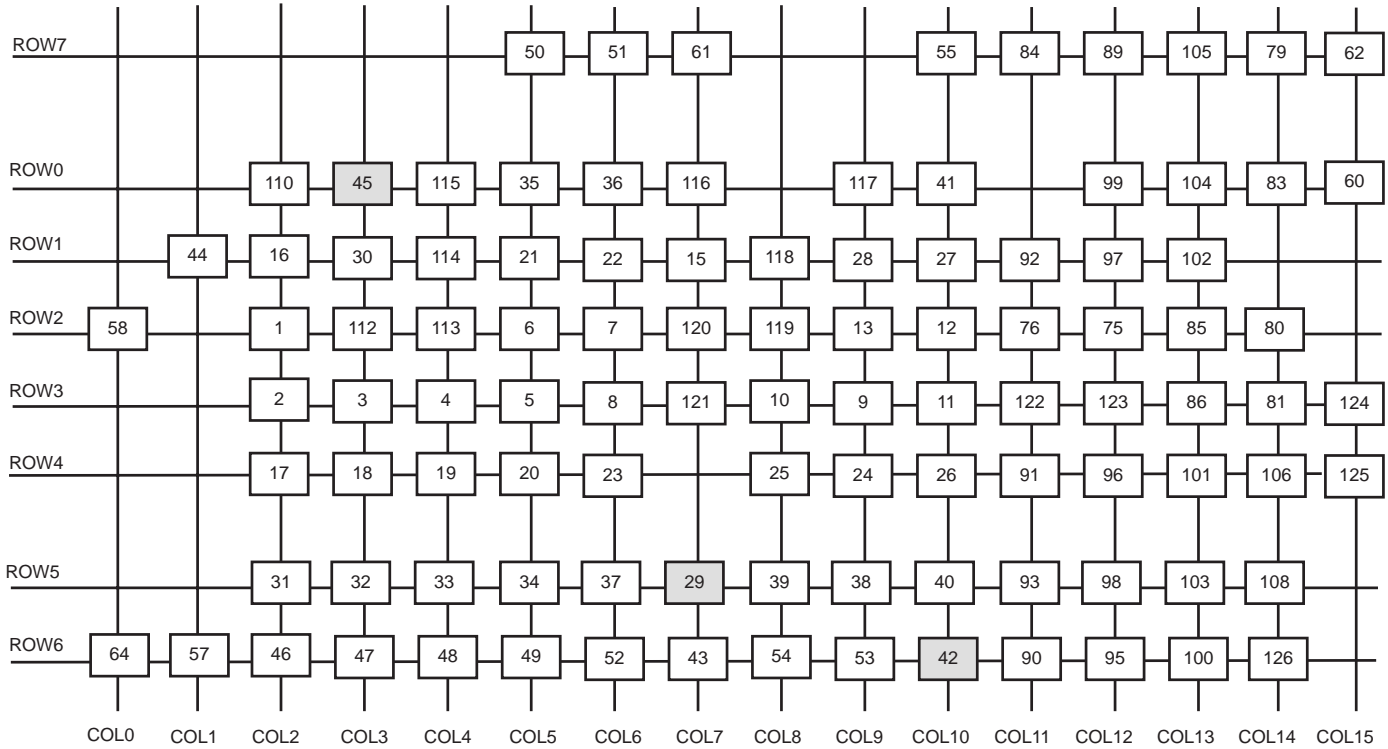 ROW7 50 51 61 55 84 89 105 79 62
ROW0 110 45 115 35 36 116 117 41 99 104 83 60
ROW1 44 16 30 114 21 22 15 118 28 27 92 97 102
ROW2 58 1 112 113 6 7 120 119 13 12 76 75 85 80
ROW3 2 3 4 5 8 121 10 9 11 122 123 86 81 124
ROW4 17 18 19 20 23 25 24 26 91 96 101 106 125
ROW5 31 32 33 34 37 29 39 38 40 93 98 103 108
ROW6 64 57 46 47 48 49 52 43 54 53 42 90 95 100 126
COL0 COL1 COL2 COL3 COL4 COL5 COL6 COL7 COL8 COL9 COL10 COL11 COL12 COL13 COL14 COL15